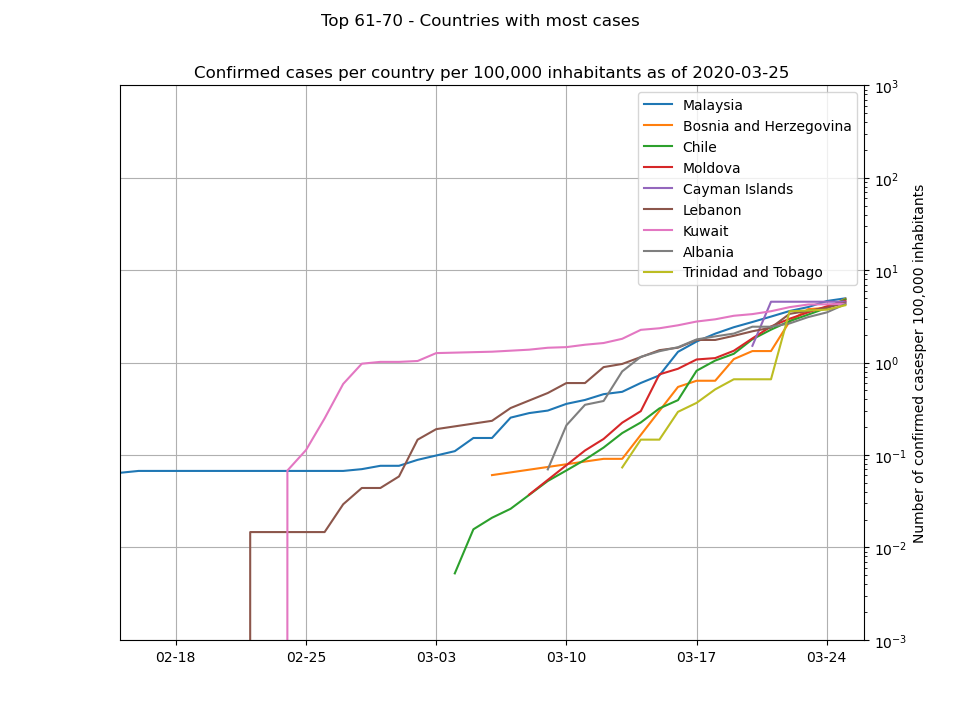 Top 61-70 - Countries with most cases
Confirmed cases per country per 100,000 inhabitants as of 2020-03-25
Malaysia
Bosnia and Herzegovina
Chile
Moldova
Cayman Islands
Lebanon
Kuwait
Albania
Trinidad and Tobago
10³
10²
10¹
10⁰
10⁻¹
10⁻²
10⁻³
Number of confirmed casesper 100,000 inhabitants
02-18
02-25
03-03
03-10
03-17
03-24